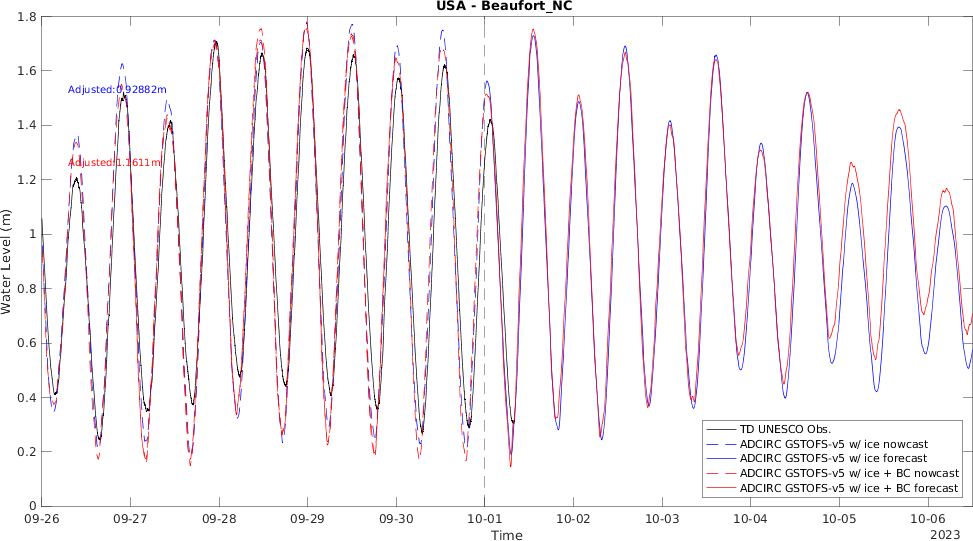 USA - Beaufort_NC
1.8
1.6
1.4
1.2
1
0.8
0.6
0.4
0.2
0
Water Level (m)
Adjusted:0.92882m
Adjusted:1.1611m
TD UNESCO Obs.
ADCIRC GSTOFS-v5 w/ ice nowcast
ADCIRC GSTOFS-v5 w/ ice forecast
ADCIRC GSTOFS-v5 w/ ice + BC nowcast
ADCIRC GSTOFS-v5 w/ ice + BC forecast
09-26 09-27 09-28 09-29 09-30 10-01 10-02 10-03 10-04 10-05 10-06
Time 2023